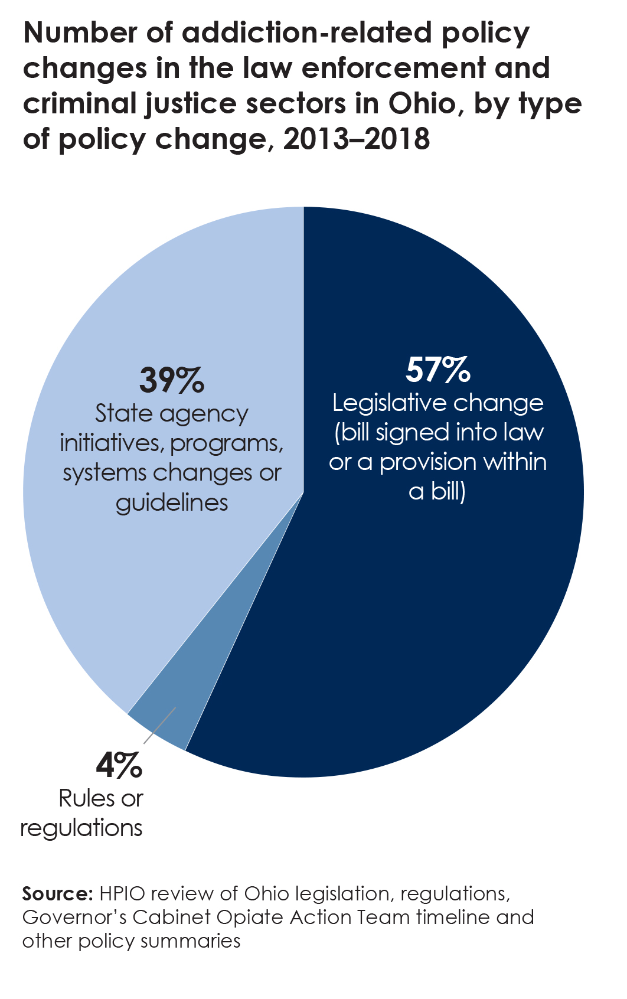 Number of addiction-related policy
changes in the law enforcement and
criminal justice sectors in Ohio, by type
of policy change, 2013–2018
39%
State agency
initiatives, programs,
systems changes or
guidelines
57%
Legislative change
(bill signed into law
or a provision within
a bill)
4%
Rules or
regulations
Source: HPIO review of Ohio legislation, regulations,
Governor’s Cabinet Opiate Action Team timeline and
other policy summaries